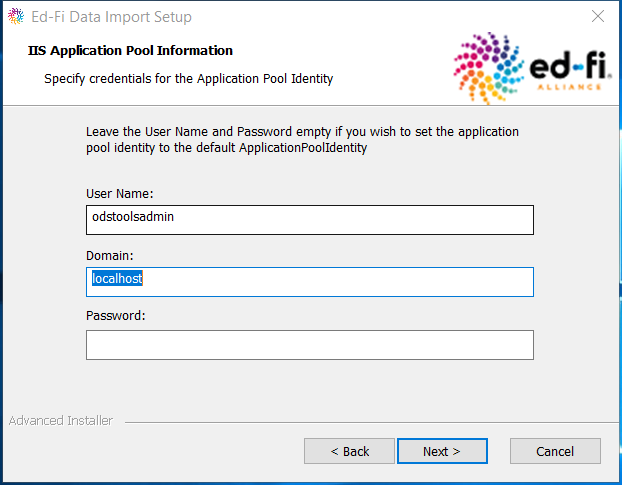 Ed-Fi Data Import Setup
IIS Application Pool Information
Specify credentials for the Application Pool Identity
ed-fi
ALLIANCE
Leave the User Name and Password empty if you wish to set the application
pool identity to the default ApplicationPoolIdentity
User Name:
odstoolsadmin
Domain:
localhost
Password:
Advanced Installer
< Back
Next >
Cancel